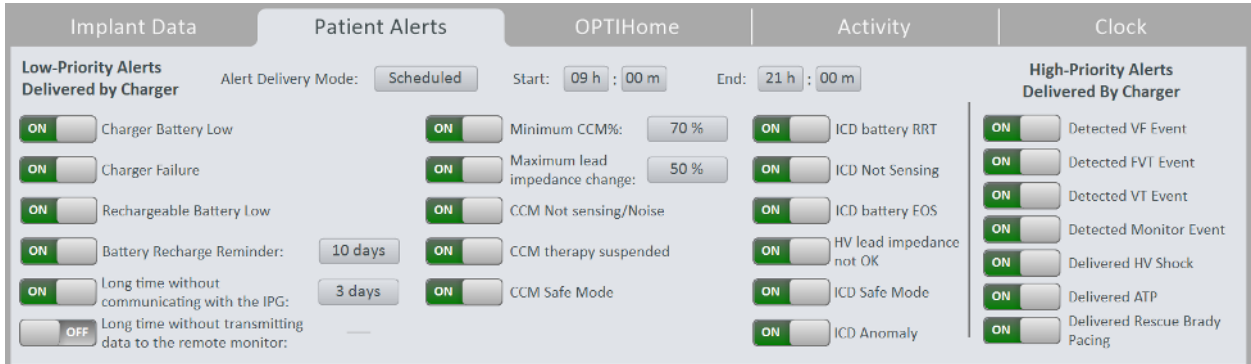 Implant Data
Patient Alerts
OPTIHome
Activity
Clock
Low-Priority Alerts
Delivered by Charger
Alert Delivery Mode: Scheduled Start: 09 h : 00 m End: 21 h : 00 m
ON Charger Battery Low
ON Charger Failure
ON Rechargeable Battery Low
ON Battery Recharge Reminder: 10 days
ON Long time without
communicating with the IPG: 3 days
OFF Long time without transmitting
data to the remote monitor:
ON Minimum CCM%: 70 %
ON Maximum lead
impedance change: 50 %
ON CCM Not sensing/Noise
ON CCM therapy suspended
ON CCM Safe Mode
ON ICD battery RRT
ON ICD Not Sensing
ON ICD battery EOS
ON HV lead impedance
not OK
ON ICD Safe Mode
ON ICD Anomaly
High-Priority Alerts
Delivered By Charger
ON Detected VF Event
ON Detected FVT Event
ON Detected VT Event
ON Detected Monitor Event
ON Delivered HV Shock
ON Delivered ATP
ON Delivered Rescue Brady
Pacing